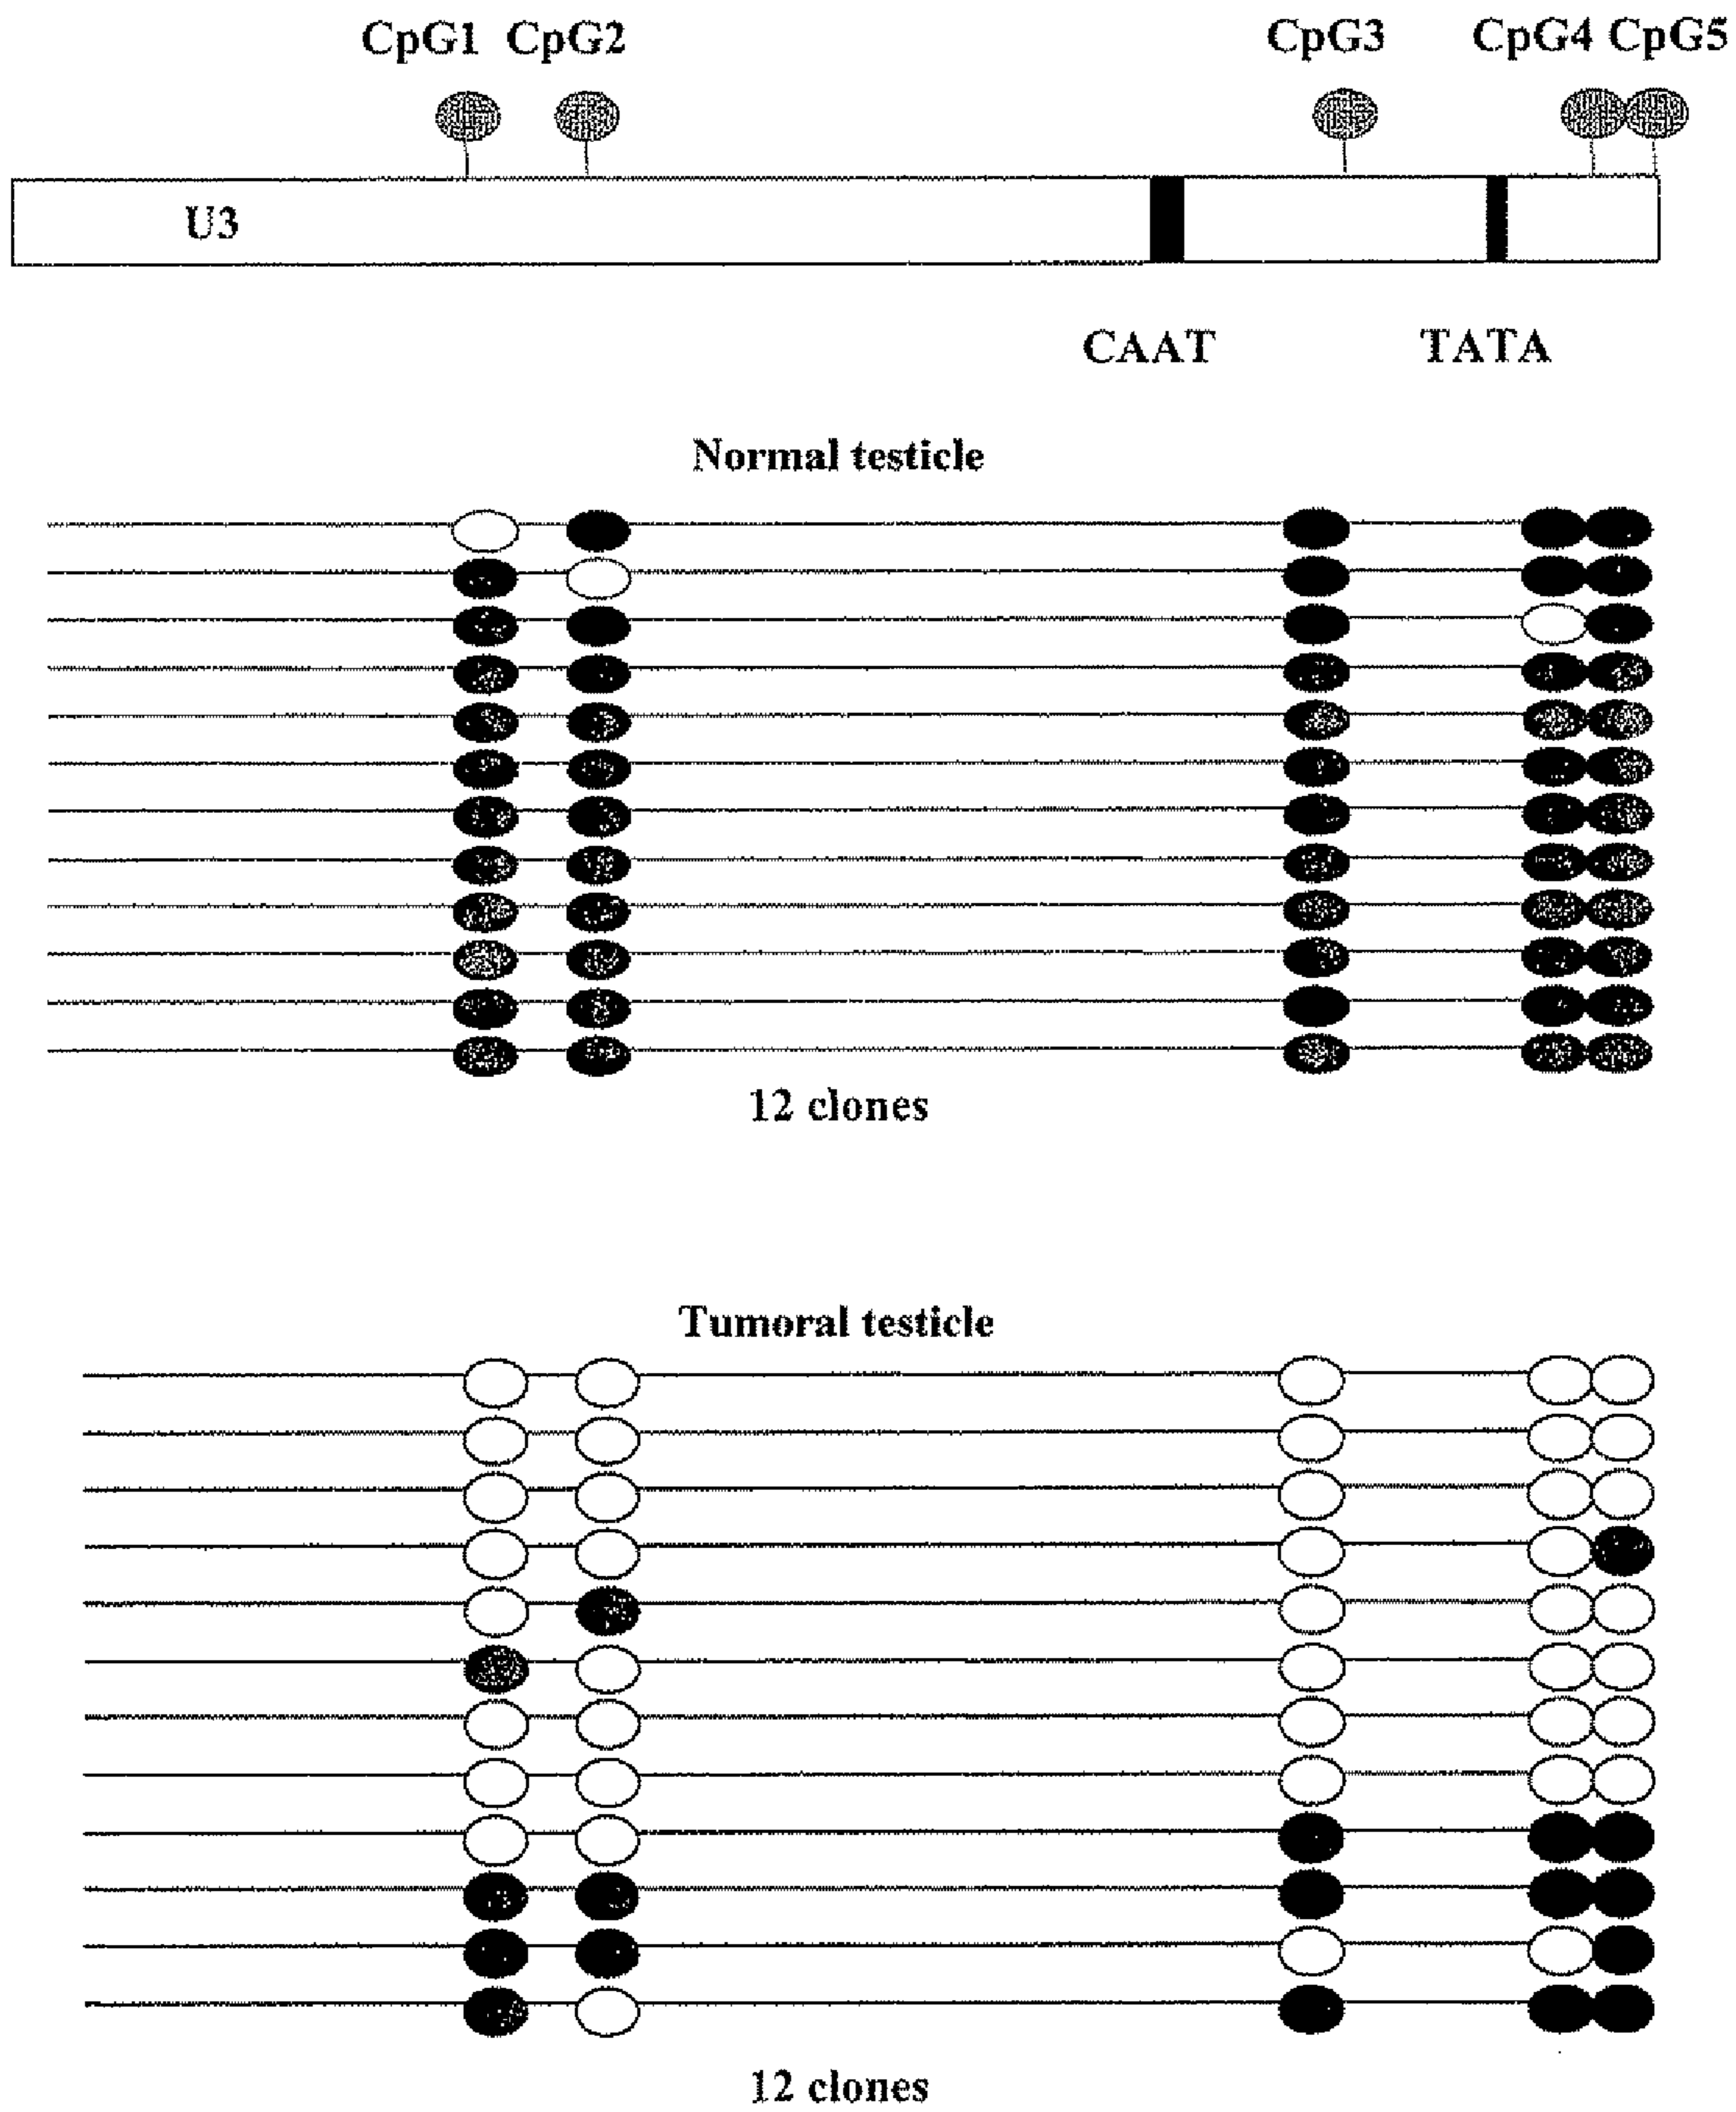 CpG1 CpG2 CpG3 CpG4 CpG5
U3
CAAT TATA
Normal testicle
12 clones
Tumoral testicle
12 clones